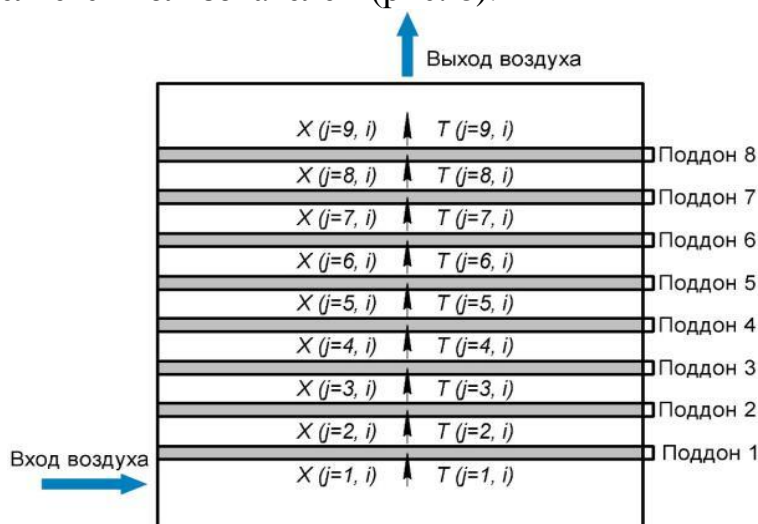 Выход воздуха
X (j=9, i) T (j=9, i)
Поддон 8
X (j=8, i) T (j=8, i)
Поддон 7
X (j=7, i) T (j=7, i)
Поддон 6
X (j=6, i) T (j=6, i)
Поддон 5
X (j=5, i) T (j=5, i)
Поддон 4
X (j=4, i) T (j=4, i)
Поддон 3
X (j=3, i) T (j=3, i)
Поддон 2
X (j=2, i) T (j=2, i)
Поддон 1
Вход воздуха
X (j=1, i) T (j=1, i)